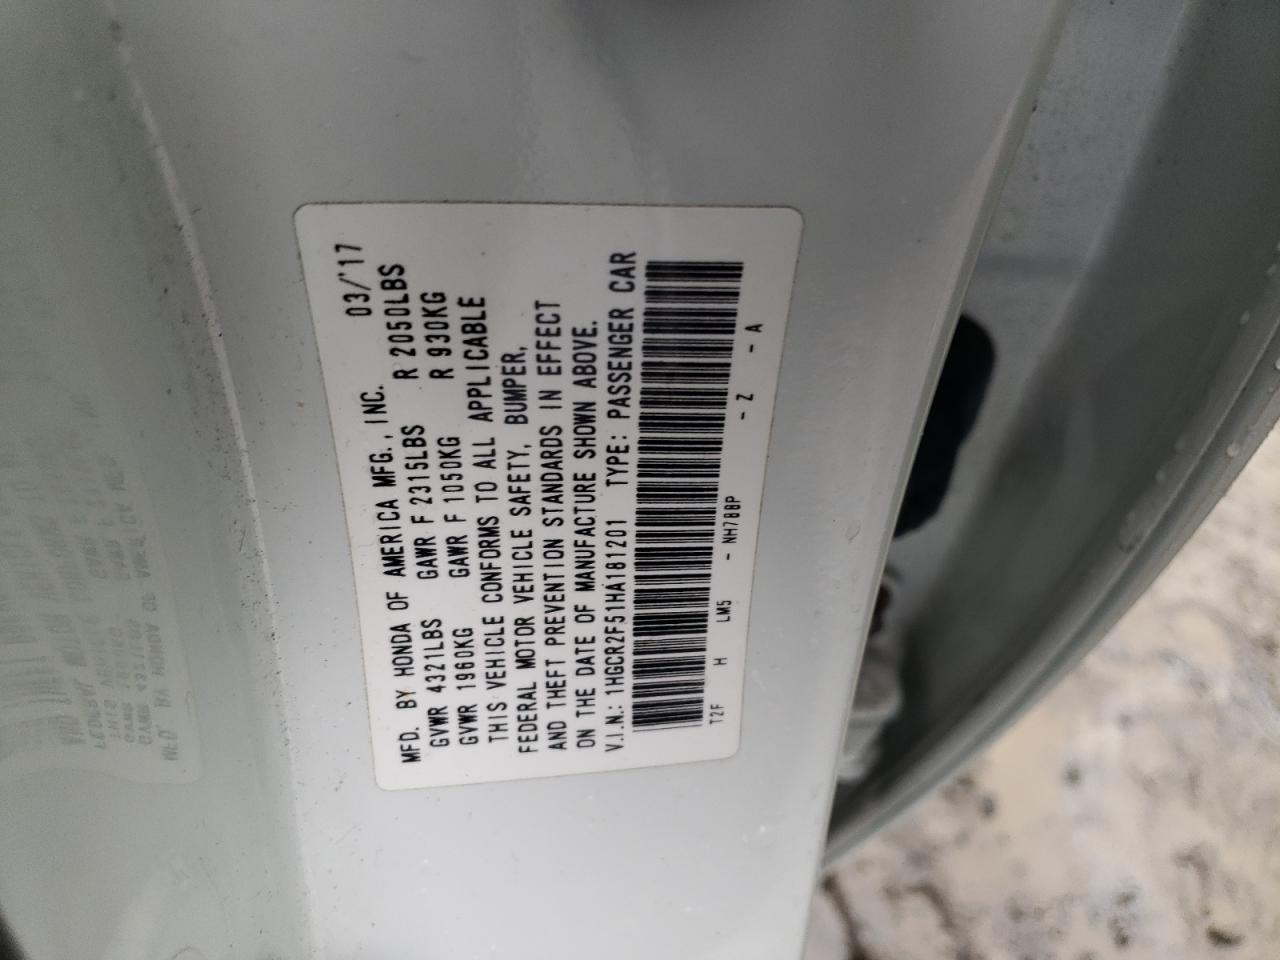 MFD. BY HONDA OF AMERICA MFG., INC. 03/'17
GVWR 4321LBS GAWR F 2315LBS R 2050LBS
GVWR 1960KG GAWR F 1050KG R 930KG
THIS VEHICLE CONFORMS TO ALL APPLICABLE
FEDERAL MOTOR VEHICLE SAFETY, BUMPER,
AND THEFT PREVENTION STANDARDS IN EFFECT
ON THE DATE OF MANUFACTURE SHOWN ABOVE.
V.I.N.: 1HGCR2F51HA181201 TYPE: PASSENGER CAR
T2F H LM5 - NH788P - Z - A